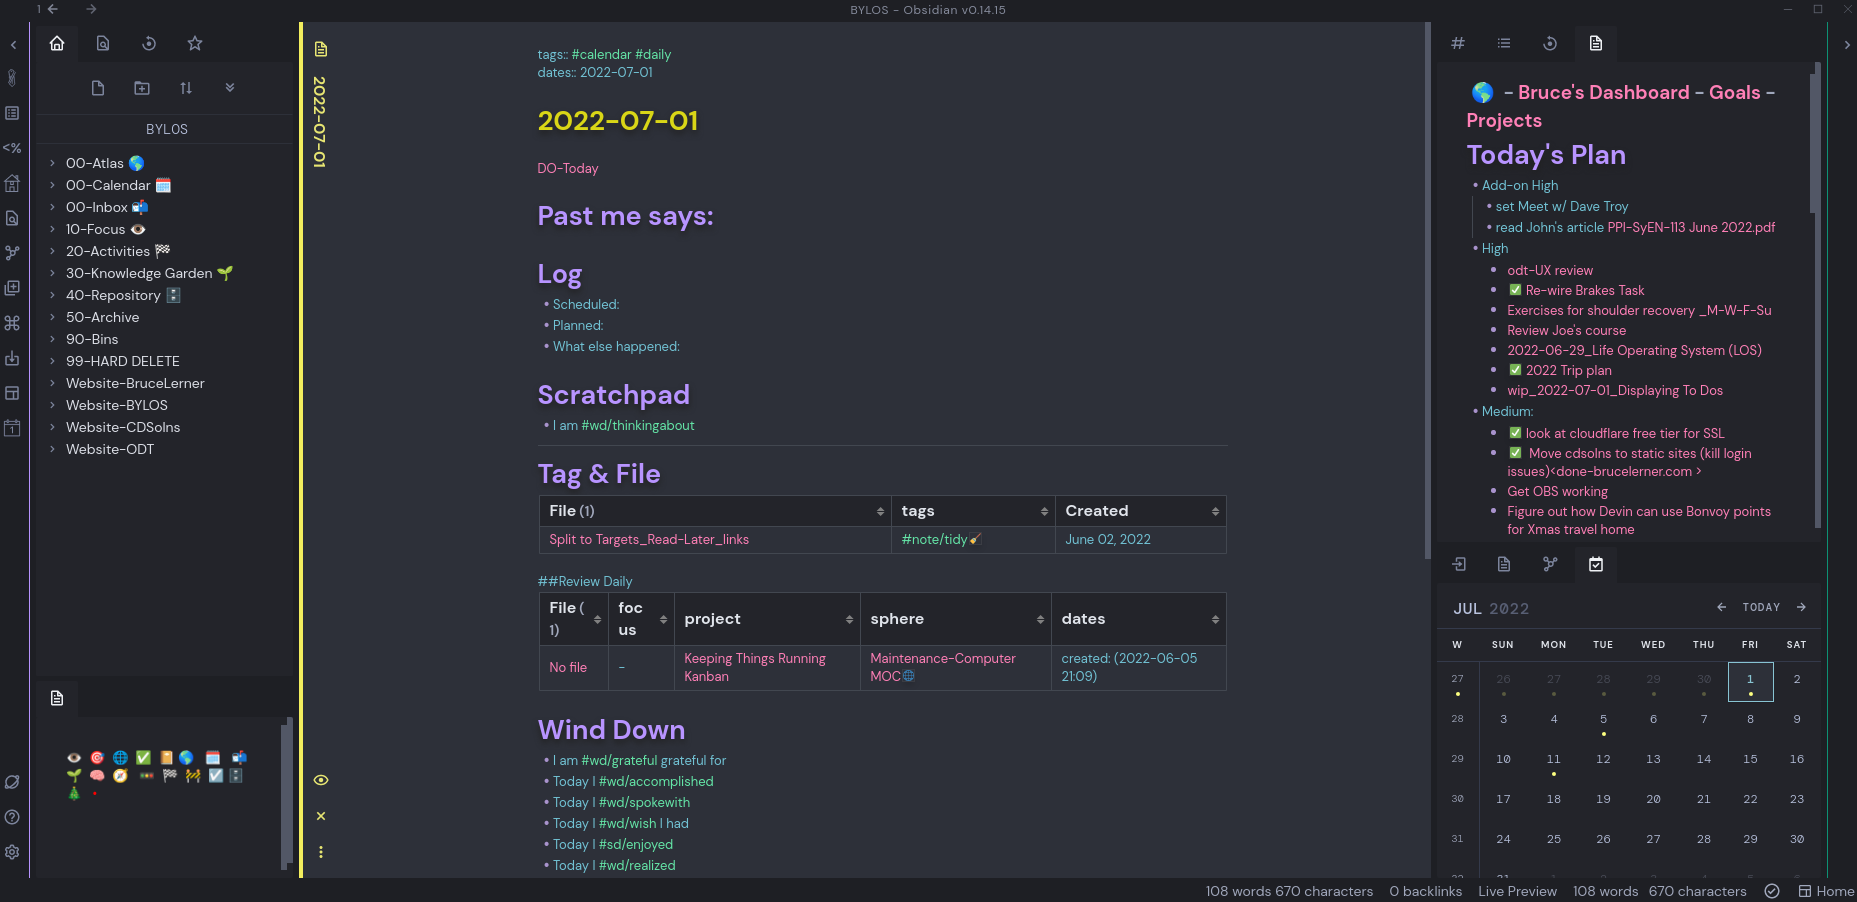 1
BYLOS - Obsidian v0.14.15
BYLOS
00-Atlas 🌎
00-Calendar 🗓️
00-Inbox 📬
10-Focus 👁️
20-Activities 🏁
30-Knowledge Garden 🌱
40-Repository 🗄️
50-Archive
90-Bins
99-HARD DELETE
Website-BruceLerner
Website-BYLOS
Website-CDSolns
Website-ODT
<%
1
2022-07-01
tags:: #calendar #daily
dates:: 2022-07-01
2022-07-01
DO-Today
Past me says:
Log
• Scheduled:
• Planned:
• What else happened:
Scratchpad
• I am #wd/thinkingabout
Tag & File
File (1) tags Created
Split to Targets_Read-Later_links #note/tidy🧹 June 02, 2022
##Review Daily
File (1) focus project sphere dates
No file - Keeping Things Running Kanban Maintenance-Computer MOC🌐 created: (2022-06-05 21:09)
Wind Down
• I am #wd/grateful grateful for
• Today I #wd/accomplished
• Today I #wd/spokewith
• Today I #wd/wish I had
• Today I #sd/enjoyed
• Today I #wd/realized
🌎 - Bruce's Dashboard - Goals -
Projects
Today's Plan
• Add-on High
• set Meet w/ Dave Troy
• read John's article PPI-SyEN-113 June 2022.pdf
• High
• odt-UX review
• ✅ Re-wire Brakes Task
• Exercises for shoulder recovery _M-W-F-Su
• Review Joe's course
• 2022-06-29_Life Operating System (LOS)
• ✅ 2022 Trip plan
• wip_2022-07-01_Displaying To Dos
• Medium:
• ✅ look at cloudflare free tier for SSL
• ✅ Move cdsolns to static sites (kill login
issues)<done-brucelerner.com >
• Get OBS working
• Figure out how Devin can use Bonvoy points
for Xmas travel home
JUL 2022 TODAY
W SUN MON TUE WED THU FRI SAT
27 26 27 28 29 30 1 2
28 3 4 5 6 7 8 9
29 10 11 12 13 14 15 16
30 17 18 19 20 21 22 23
31 24 25 26 27 28 29 30
108 words 670 characters 0 backlinks Live Preview 108 words 670 characters Home